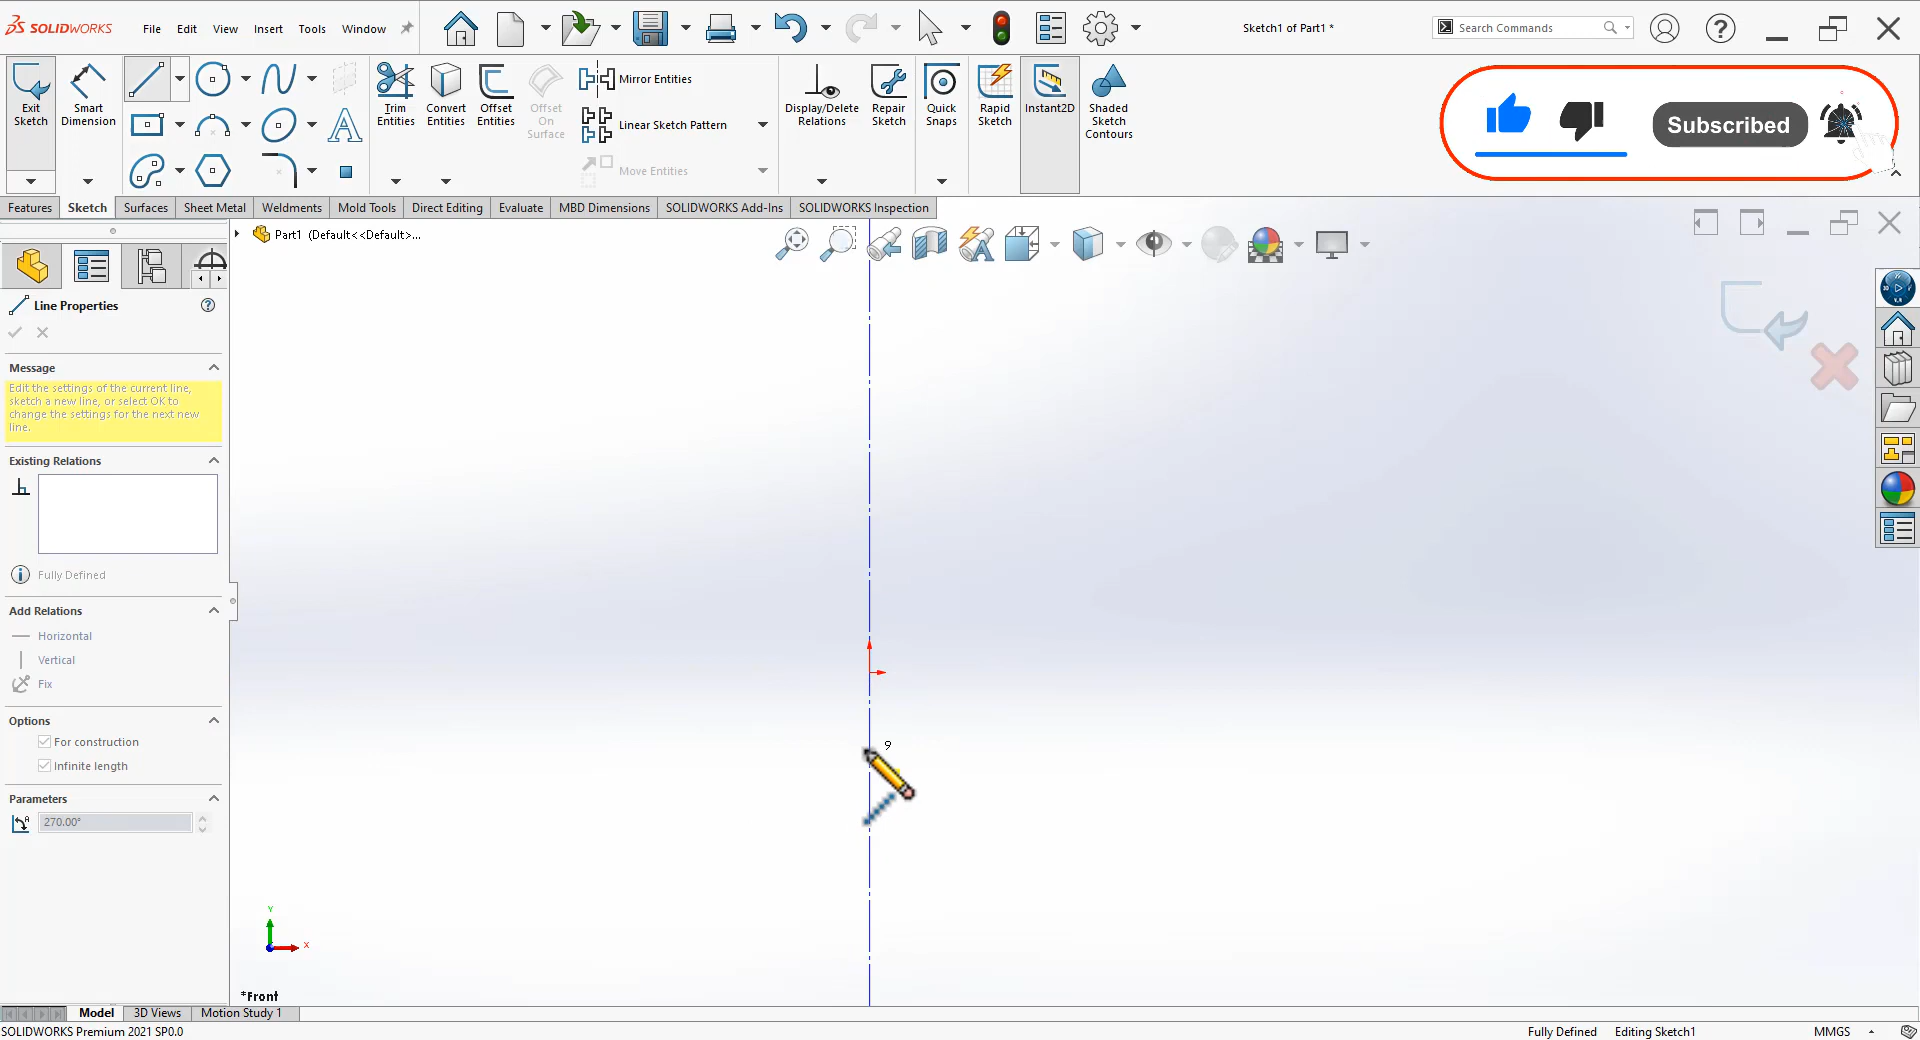 SOLIDWORKS File Edit View Insert Tools Window
Sketch1 of Part1 *
Search Commands
Exit Sketch
Smart Dimension
Trim Entities
Convert Entities
Offset Entities
Offset On Surface
Mirror Entities
Linear Sketch Pattern
Move Entities
Display/Delete Relations
Repair Sketch
Quick Snaps
Rapid Sketch
Instant2D
Shaded Sketch Contours
Subscribed
Features Sketch Surfaces Sheet Metal Weldments Mold Tools Direct Editing Evaluate MBD Dimensions SOLIDWORKS Add-Ins SOLIDWORKS Inspection
Part1 (Default<<Default>...
Line Properties
Message
Edit the settings of the current line,
sketch a new line, or select OK to
change the settings for the next new
line.
Existing Relations
Fully Defined
Add Relations
Horizontal
Vertical
Fix
Options
For construction
Infinite length
Parameters
270.00°
9
Y
X
*Front
Model 3D Views Motion Study 1
SOLIDWORKS Premium 2021 SP0.0
Fully Defined Editing Sketch1 MMGS